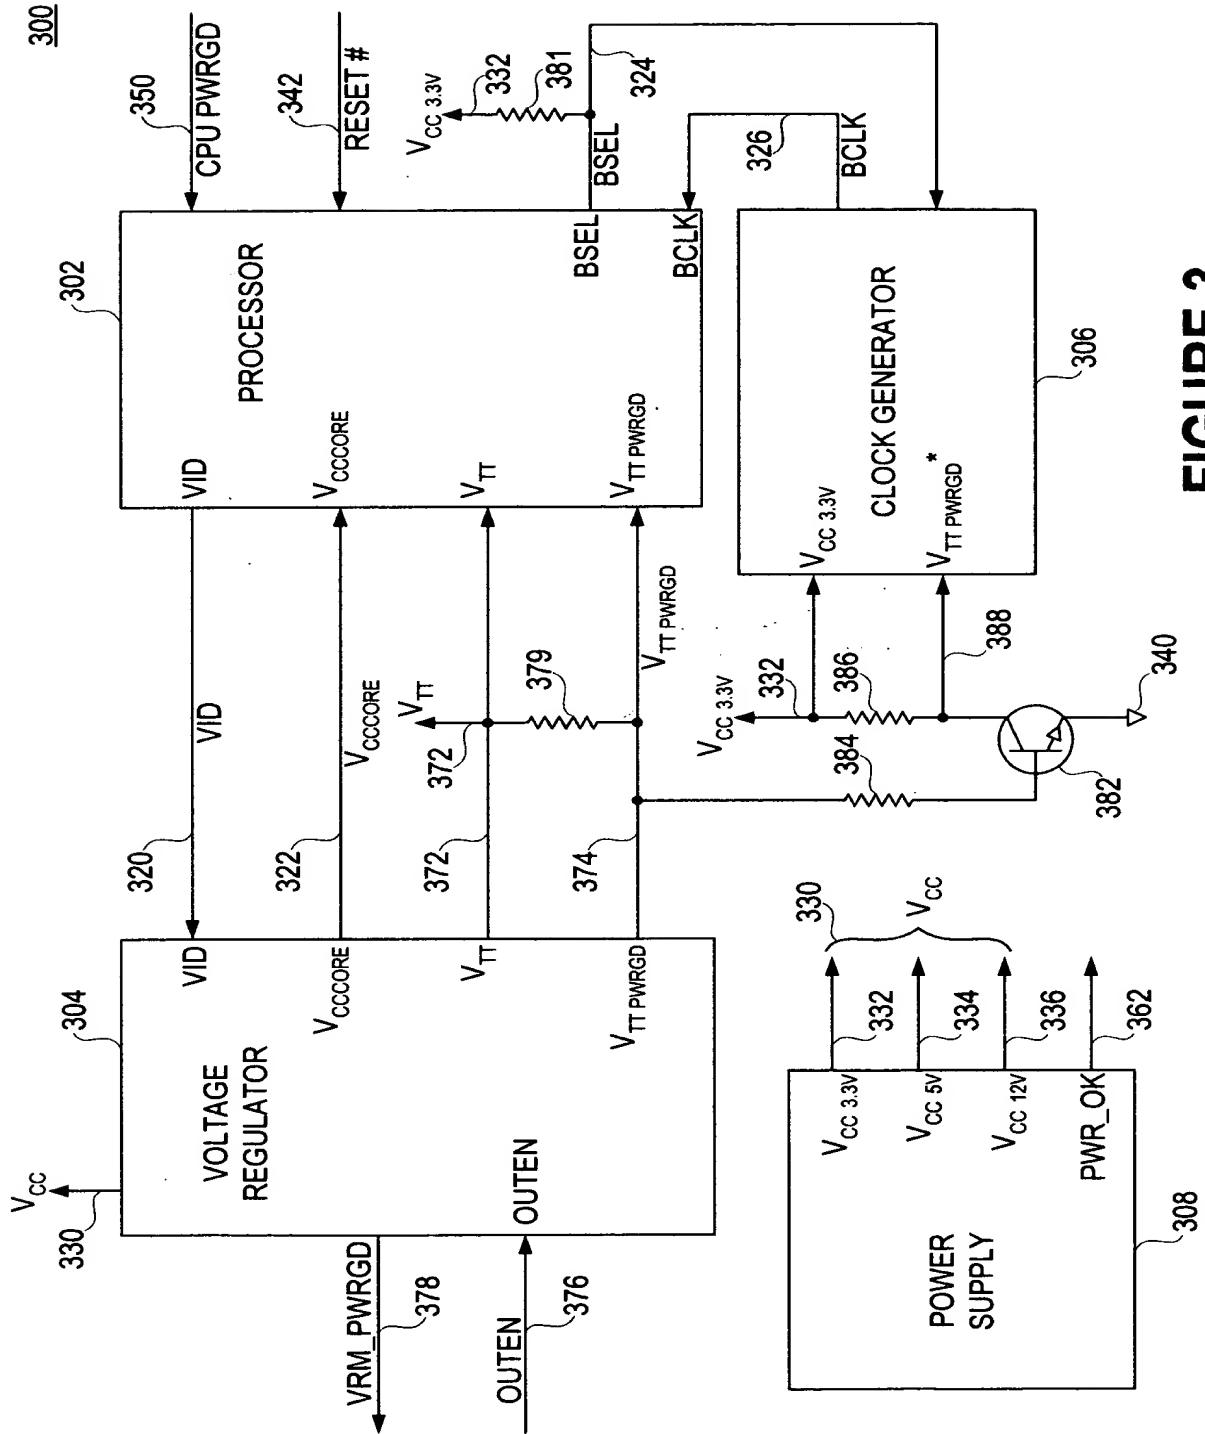 300
V_CC
330
304
VOLTAGE
REGULATOR
VID
V_CCCORE
V_TT
V_TT PWRGD
OUTEN
VRM_PWRGD
378
OUTEN
376
VID
320
V_CCCORE
322
V_TT
372
372
379
V_TT PWRGD
374
302
PROCESSOR
VID
V_CCCORE
V_TT
V_TT PWRGD
BSEL
BCLK
CPU PWRGD
350
RESET #
342
V_CC 3.3V
332
381
BSEL
324
326
BCLK
CLOCK GENERATOR
V_CC 3.3V
V_TT PWRGD*
306
V_CC 3.3V
332
386
384
388
382
340
POWER
SUPPLY
V_CC 3.3V
V_CC 5V
V_CC 12V
PWR_OK
332
334
336
362
330
V_CC
308
FIGURE 3